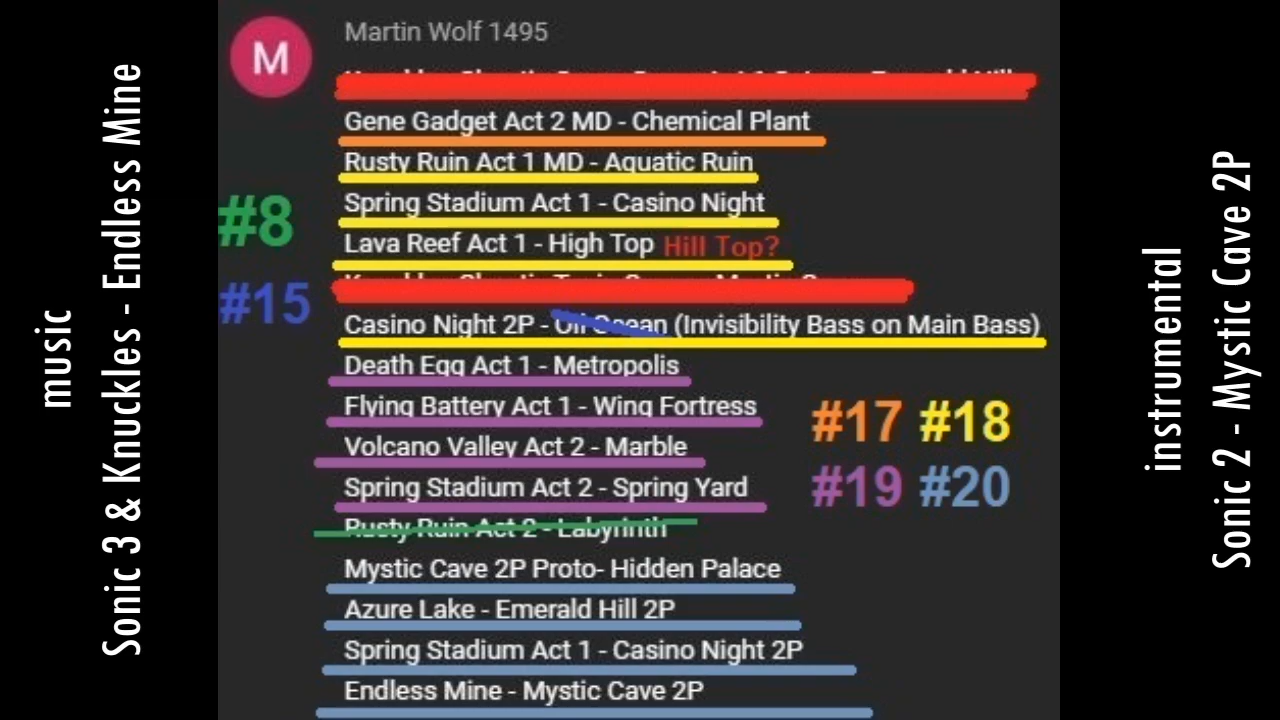 music
Sonic 3 & Knuckles - Endless Mine
M
Martin Wolf 1495
Gene Gadget Act 2 MD - Chemical Plant
Rusty Ruin Act 1 MD - Aquatic Ruin
Spring Stadium Act 1 - Casino Night
#8
Lava Reef Act 1 - High Top Hill Top?
#15
Casino Night 2P - Oil Ocean (Invisibility Bass on Main Bass)
Death Egg Act 1 - Metropolis
Flying Battery Act 1 - Wing Fortress
#17 #18
Volcano Valley Act 2 - Marble
Spring Stadium Act 2 - Spring Yard
#19 #20
Rusty Ruin Act 2 - Labyrinth
Mystic Cave 2P Proto- Hidden Palace
Azure Lake - Emerald Hill 2P
Spring Stadium Act 1 - Casino Night 2P
Endless Mine - Mystic Cave 2P
instrumental
Sonic 2 - Mystic Cave 2P